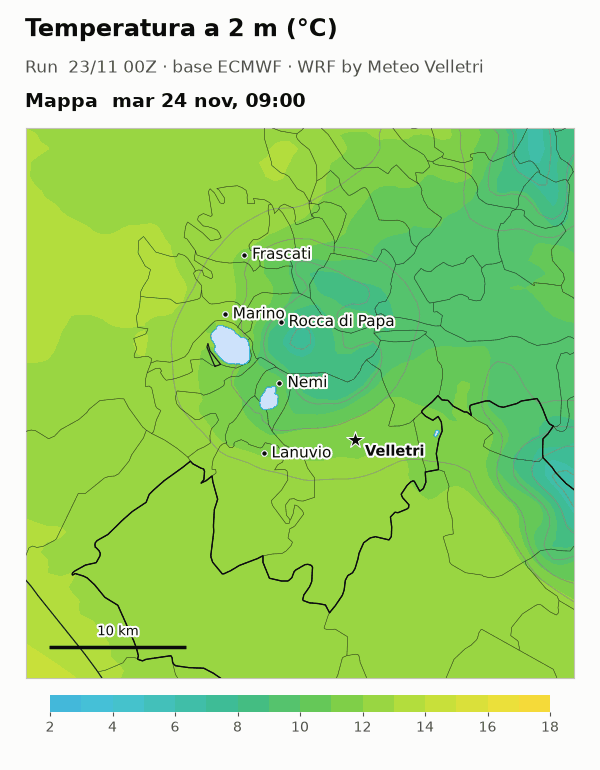 Temperatura a 2 m (°C)
Run  23/11 00Z · base ECMWF · WRF by Meteo Velletri
Mappa  mar 24 nov, 09:00
Frascati
Marino
Rocca di Papa
Nemi
Velletri
Lanuvio
10 km
2 4 6 8 10 12 14 16 18